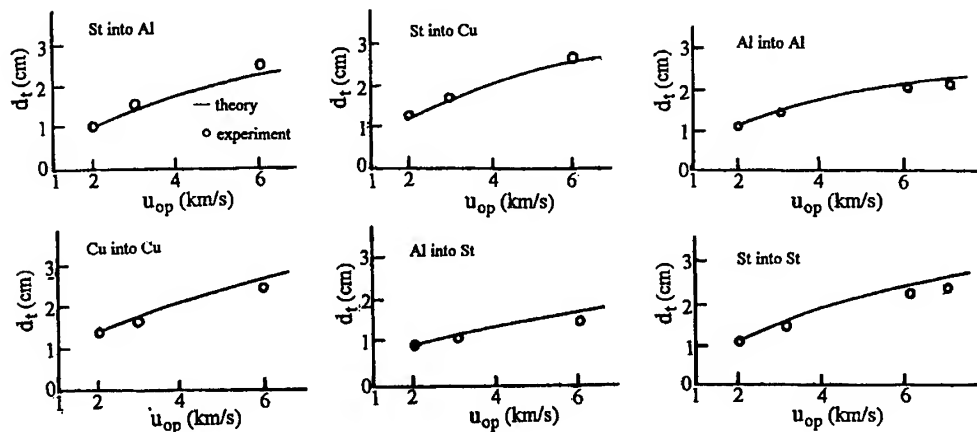 St into Al
d_t (cm)
3
2
1
0
— theory
o experiment
1 2 4 6
u_op (km/s)
St into Cu
d_t (cm)
3
2
1
0
1 2 4 6
u_op (km/s)
Al into Al
d_t (cm)
3
2
1
0
1 2 4 6
u_op (km/s)
Cu into Cu
d_t (cm)
3
2
1
0
1 2 4 6
u_op (km/s)
Al into St
d_t (cm)
3
2
1
0
1 2 4 6
u_op (km/s)
St into St
d_t (cm)
3
2
1
0
1 2 4 6
u_op (km/s)